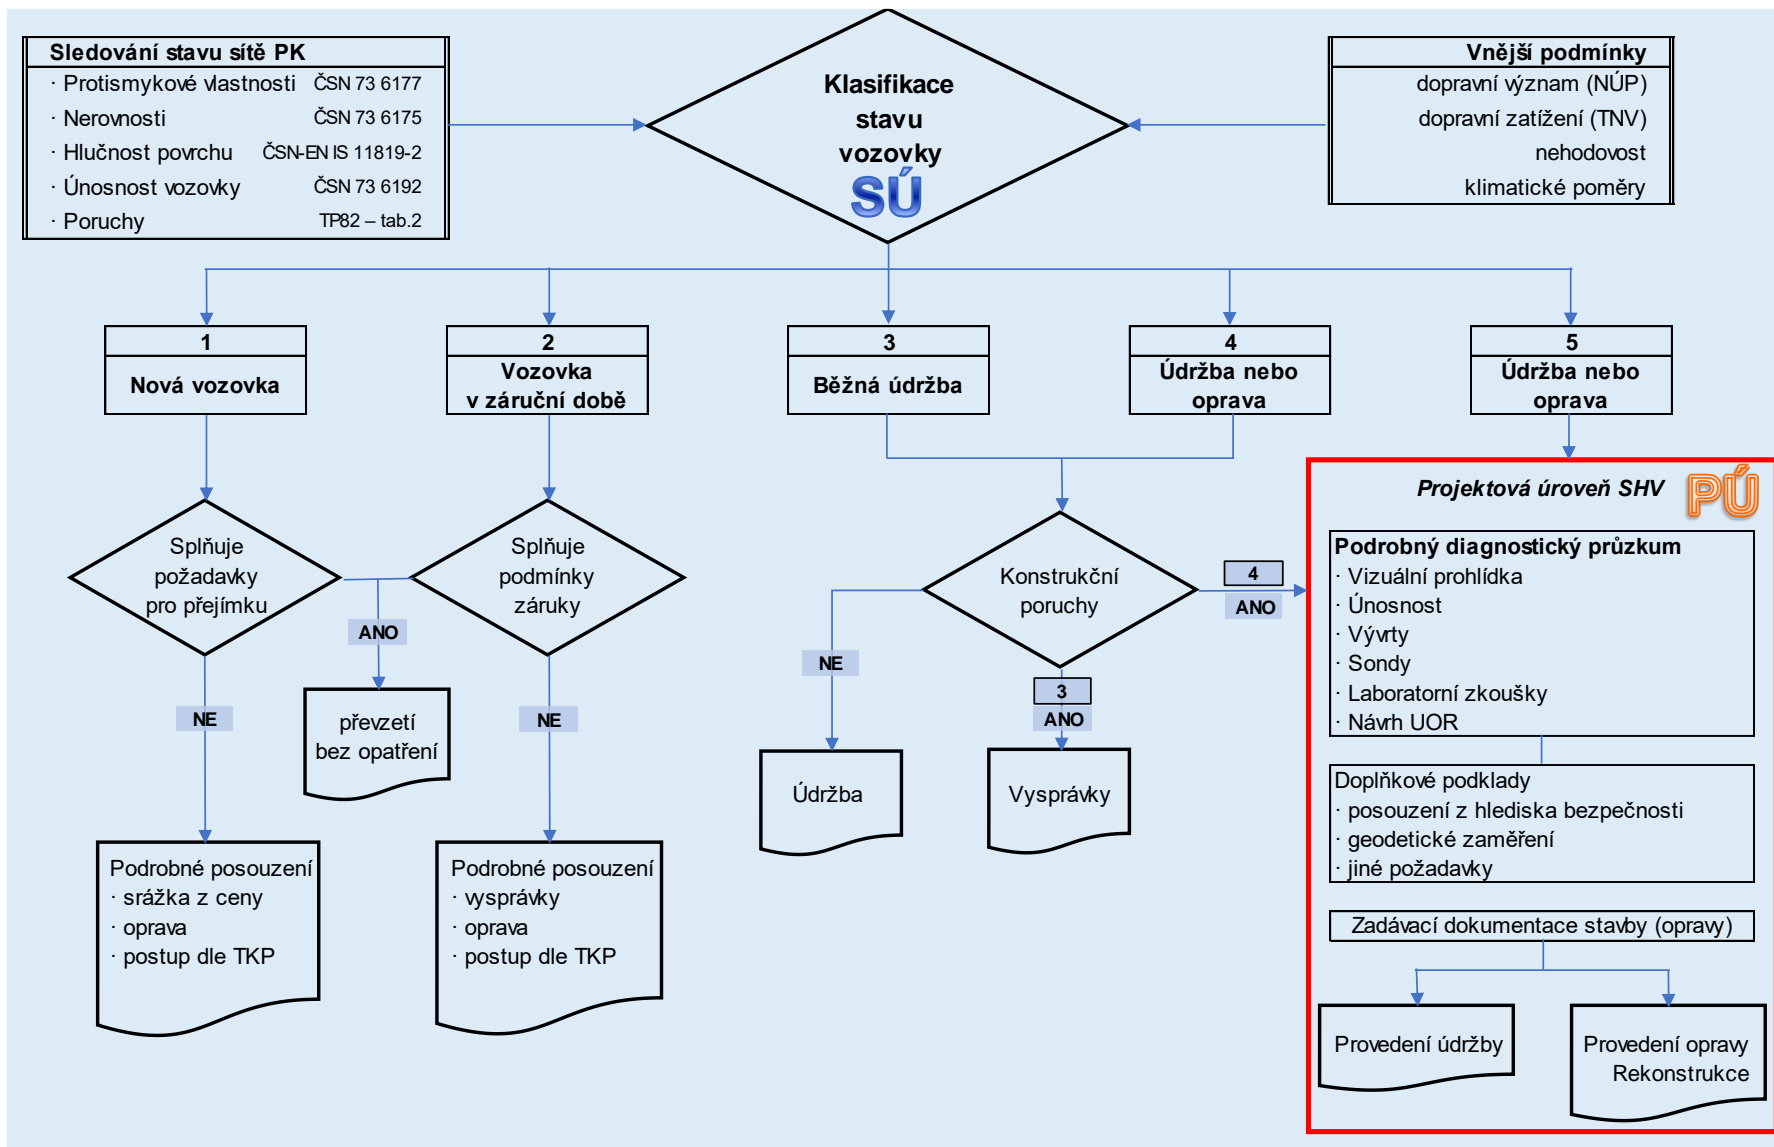 Sledování stavu sítě PK
· Protismykové vlastnosti ČSN 73 6177
· Nerovnosti ČSN 73 6175
· Hlučnost povrchu ČSN-EN IS 11819-2
· Únosnost vozovky ČSN 73 6192
· Poruchy TP82 – tab.2
Klasifikace
stavu
vozovky
SÚ
Vnější podmínky
dopravní význam (NÚP)
dopravní zatížení (TNV)
nehodovost
klimatické poměry
1
Nová vozovka
2
Vozovka
v záruční době
3
Běžná údržba
4
Údržba nebo
oprava
5
Údržba nebo
oprava
Splňuje
požadavky
pro přejímku
Splňuje
podmínky
záruky
ANO
NE
NE
převzetí
bez opatření
Podrobné posouzení
· srážka z ceny
· oprava
· postup dle TKP
Podrobné posouzení
· vysprávky
· oprava
· postup dle TKP
Konstrukční
poruchy
4
ANO
NE
3
ANO
Údržba
Vysprávky
Projektová úroveň SHV PÚ
Podrobný diagnostický průzkum
· Vizuální prohlídka
· Únosnost
· Vývrty
· Sondy
· Laboratorní zkoušky
· Návrh UOR
Doplňkové podklady
· posouzení z hlediska bezpečnosti
· geodetické zaměření
· jiné požadavky
Zadávací dokumentace stavby (opravy)
Provedení údržby
Provedení opravy
Rekonstrukce